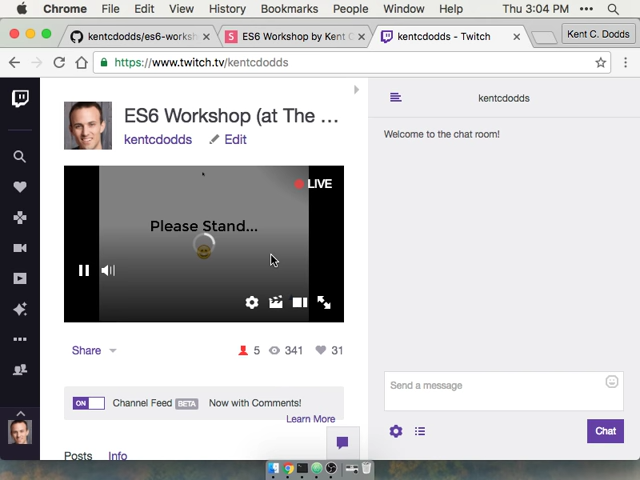 Chrome File Edit View History Bookmarks People Window Help Thu 3:04 PM
kentcdodds/es6-worksh
ES6 Workshop by Kent C
kentcdodds - Twitch
Kent C. Dodds
https://www.twitch.tv/kentcdodds
ES6 Workshop (at The ...
kentcdodds Edit
LIVE
Please Stand...
Share 5 341 31
ON Channel Feed BETA Now with Comments!
Learn More
Posts Info
kentcdodds
Welcome to the chat room!
Send a message
Chat